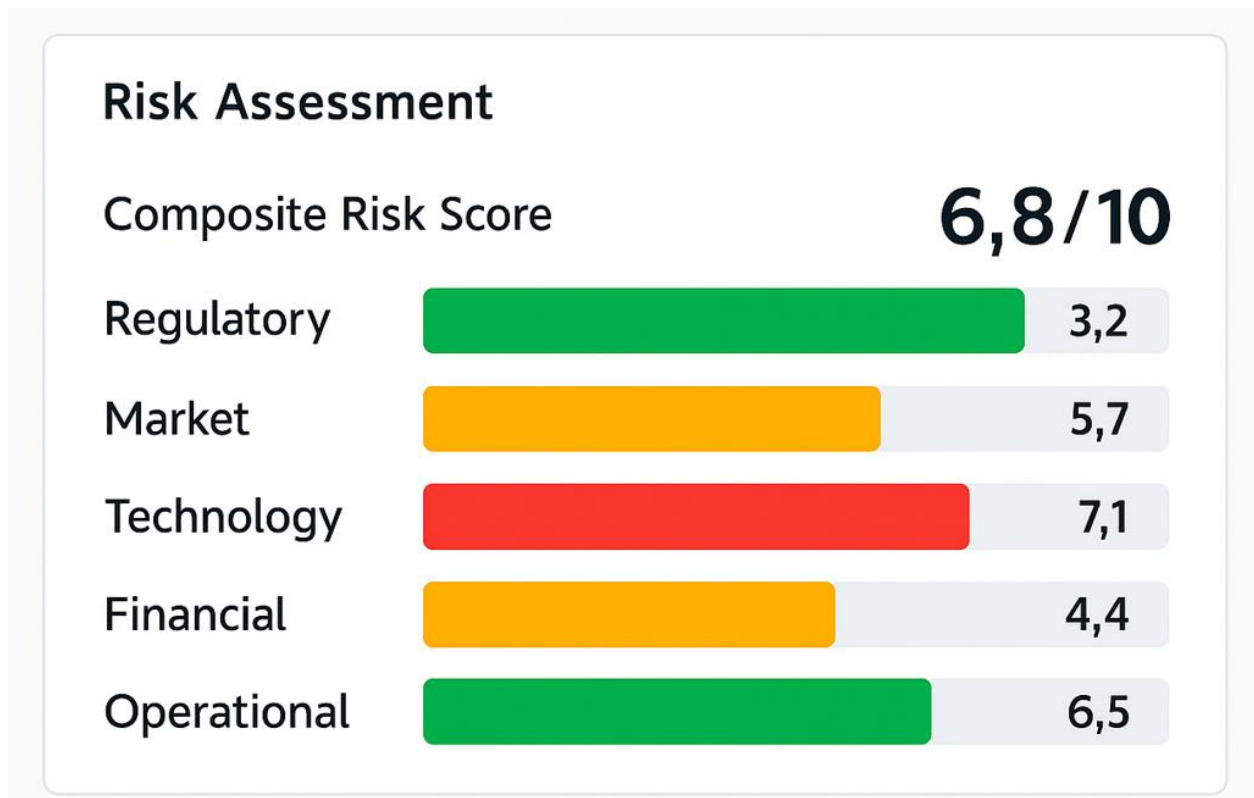 Risk Assessment
Composite Risk Score 6,8/10
Regulatory 3,2
Market 5,7
Technology 7,1
Financial 4,4
Operational 6,5